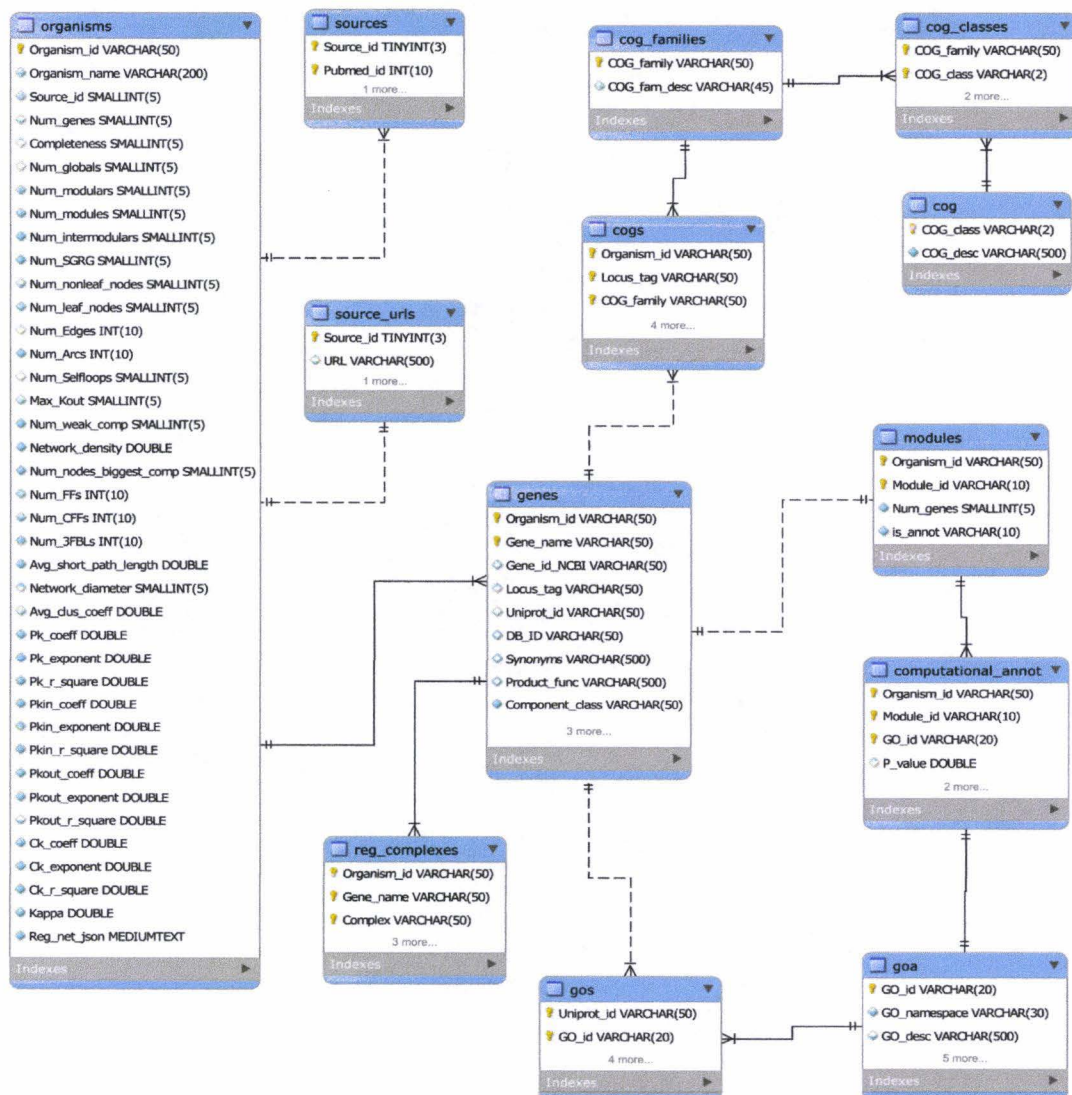 organisms
Organism_id VARCHAR(50)
Organism_name VARCHAR(200)
Source_id SMALLINT(5)
Num_genes SMALLINT(5)
Completeness SMALLINT(5)
Num_globals SMALLINT(5)
Num_modulars SMALLINT(5)
Num_modules SMALLINT(5)
Num_intermodulars SMALLINT(5)
Num_SGRG SMALLINT(5)
Num_nonleaf_nodes SMALLINT(5)
Num_leaf_nodes SMALLINT(5)
Num_Edges INT(10)
Num_Arcs INT(10)
Num_Selfloops SMALLINT(5)
Max_Kout SMALLINT(5)
Num_weak_comp SMALLINT(5)
Network_density DOUBLE
Num_nodes_biggest_comp SMALLINT(5)
Num_FFs INT(10)
Num_CFFs INT(10)
Num_3FBLs INT(10)
Avg_short_path_length DOUBLE
Network_diameter SMALLINT(5)
Avg_clus_coeff DOUBLE
Pk_coeff DOUBLE
Pk_exponent DOUBLE
Pk_r_square DOUBLE
Pkin_coeff DOUBLE
Pkin_exponent DOUBLE
Pkin_r_square DOUBLE
Pkout_coeff DOUBLE
Pkout_exponent DOUBLE
Pkout_r_square DOUBLE
Ck_coeff DOUBLE
Ck_exponent DOUBLE
Ck_r_square DOUBLE
Kappa DOUBLE
Reg_net_json MEDIUMTEXT
Indexes
sources
Source_id TINYINT(3)
Pubmed_id INT(10)
1 more...
Indexes
source_urls
Source_id TINYINT(3)
URL VARCHAR(500)
1 more...
Indexes
cog_families
COG_family VARCHAR(50)
COG_fam_desc VARCHAR(45)
Indexes
cog_classes
COG_family VARCHAR(50)
COG_class VARCHAR(2)
2 more...
Indexes
cog
COG_class VARCHAR(2)
COG_desc VARCHAR(500)
Indexes
cogs
Organism_id VARCHAR(50)
Locus_tag VARCHAR(50)
COG_family VARCHAR(50)
4 more...
Indexes
genes
Organism_id VARCHAR(50)
Gene_name VARCHAR(50)
Gene_id_NCBI VARCHAR(50)
Locus_tag VARCHAR(50)
Uniprot_id VARCHAR(50)
DB_ID VARCHAR(50)
Synonyms VARCHAR(500)
Product_func VARCHAR(500)
Component_class VARCHAR(50)
3 more...
Indexes
modules
Organism_id VARCHAR(50)
Module_id VARCHAR(10)
Num_genes SMALLINT(5)
is_annot VARCHAR(10)
Indexes
computational_annot
Organism_id VARCHAR(50)
Module_id VARCHAR(10)
GO_id VARCHAR(20)
P_value DOUBLE
2 more...
Indexes
reg_complexes
Organism_id VARCHAR(50)
Gene_name VARCHAR(50)
Complex VARCHAR(50)
3 more...
Indexes
gos
Uniprot_id VARCHAR(50)
GO_id VARCHAR(20)
4 more...
Indexes
goa
GO_id VARCHAR(20)
GO_namespace VARCHAR(30)
GO_desc VARCHAR(500)
5 more...
Indexes